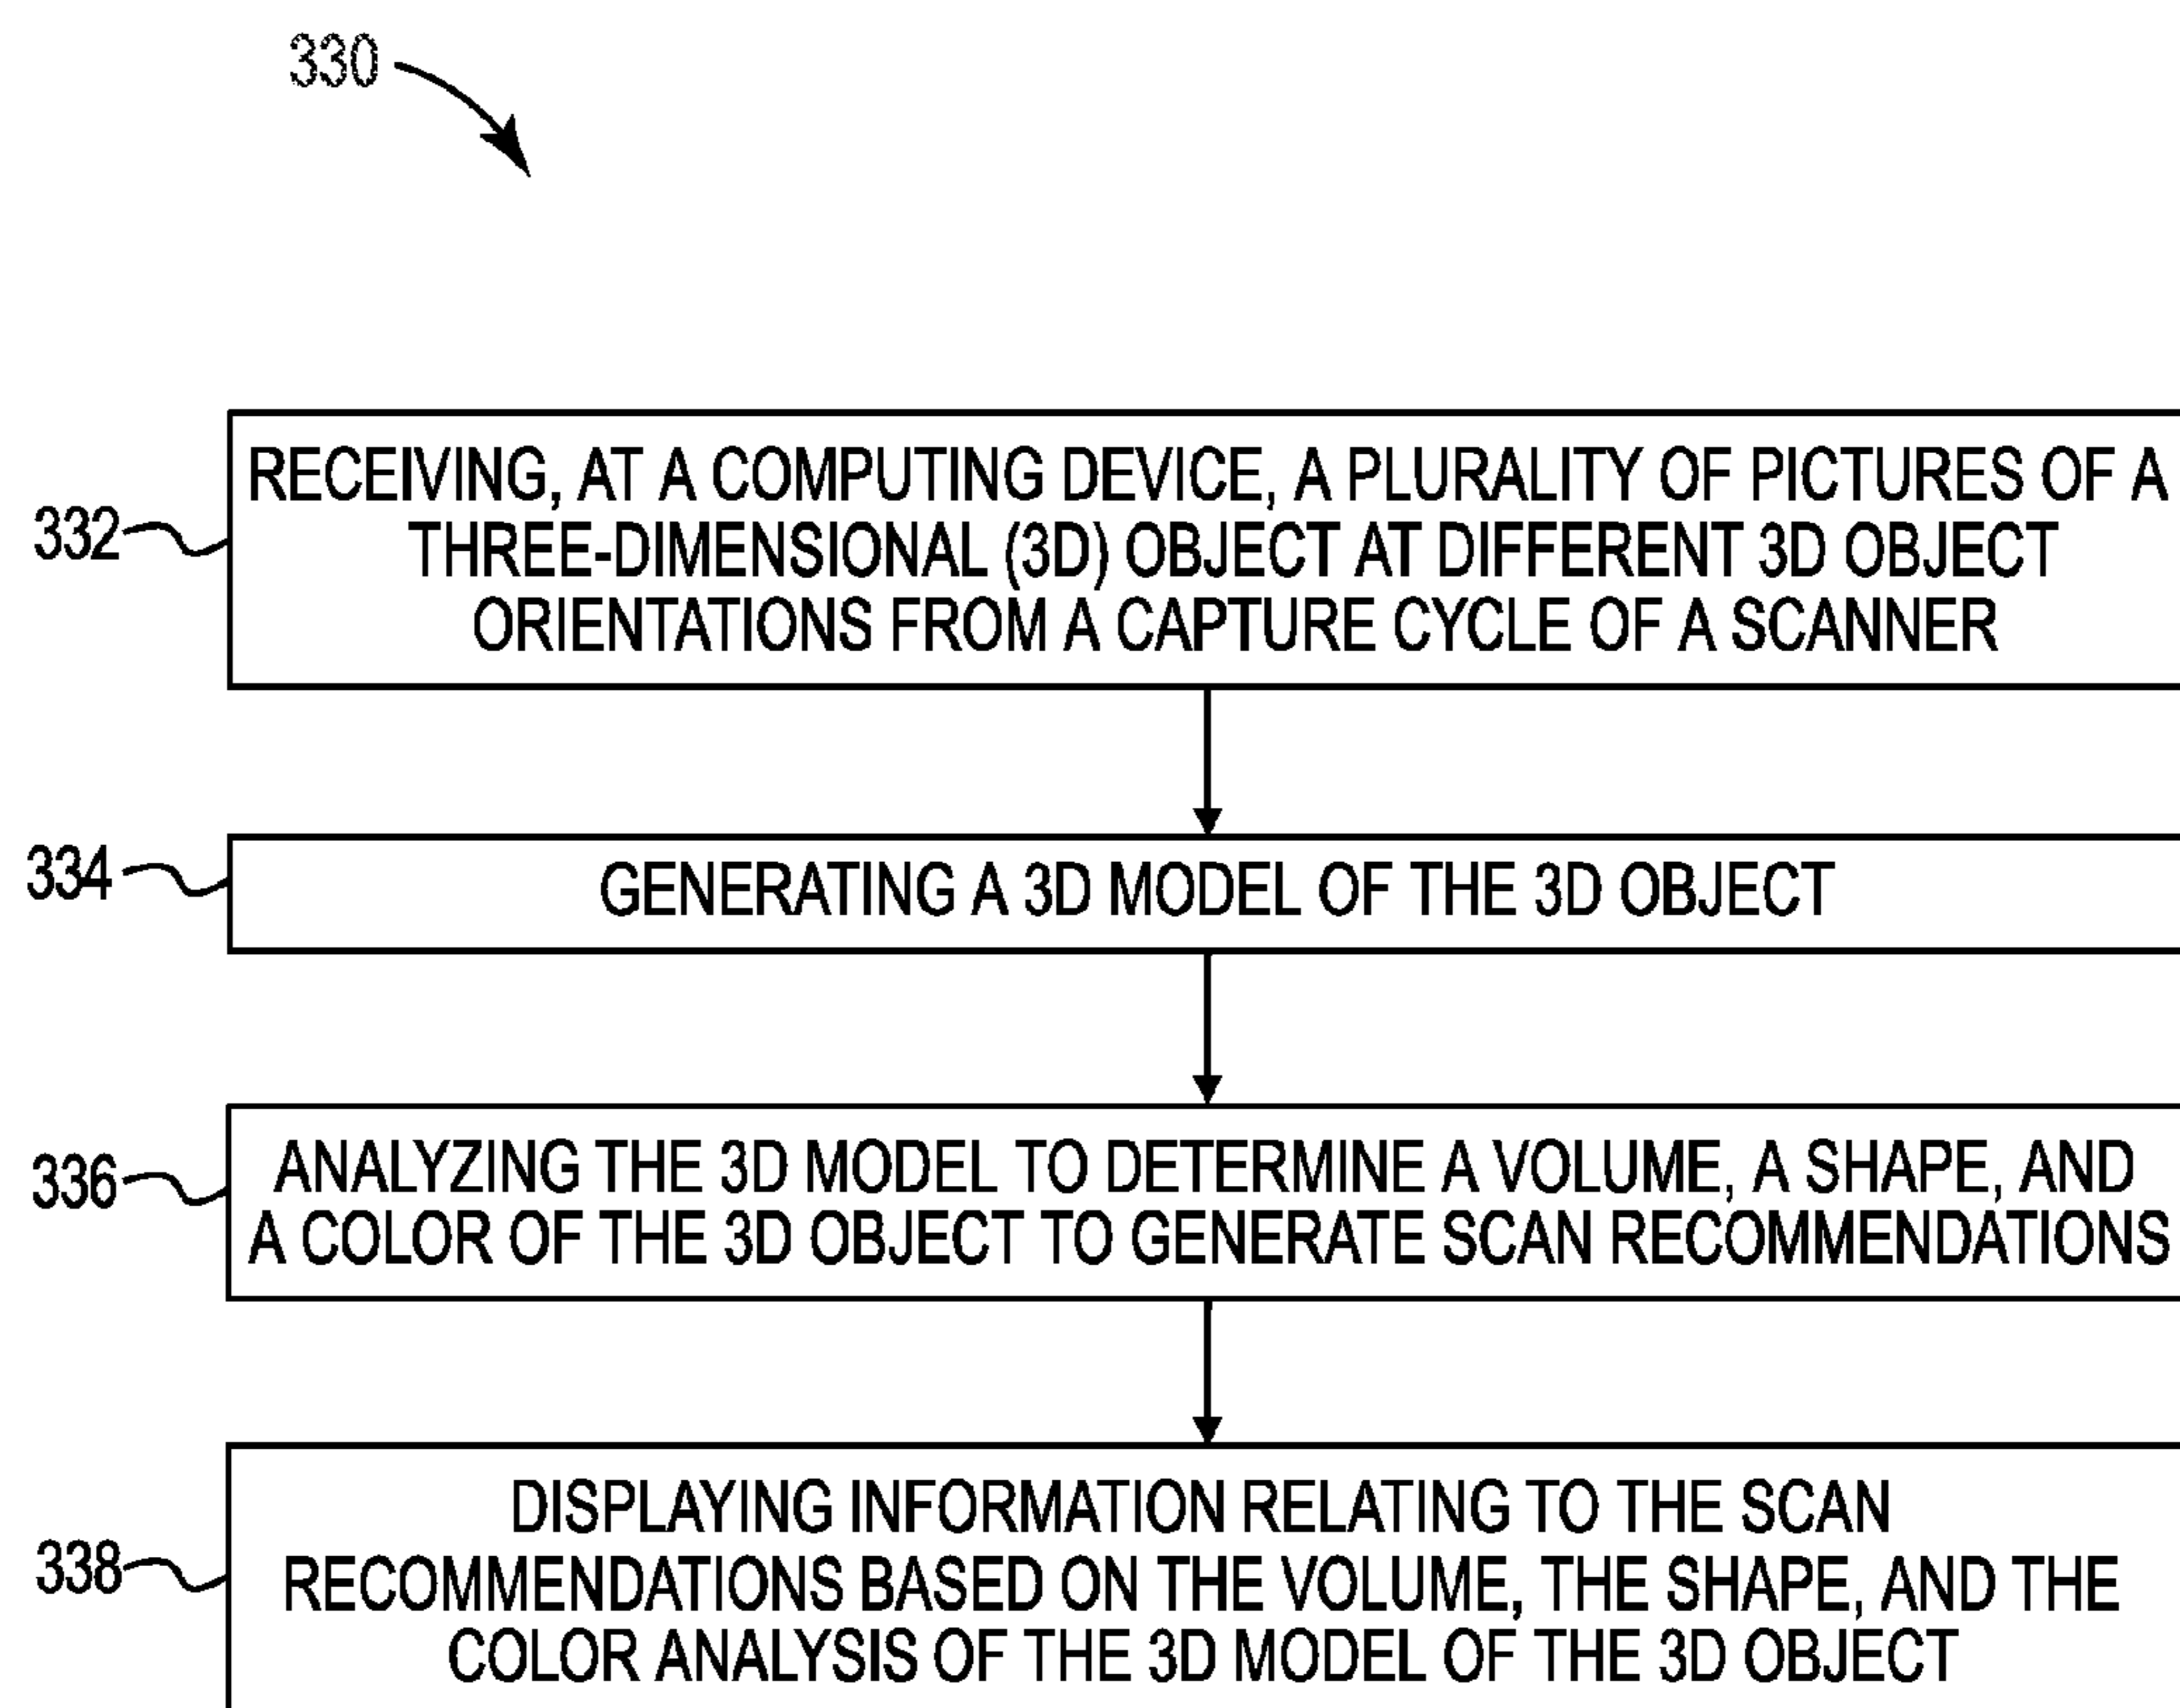 330
332
RECEIVING, AT A COMPUTING DEVICE, A PLURALITY OF PICTURES OF A
THREE-DIMENSIONAL (3D) OBJECT AT DIFFERENT 3D OBJECT
ORIENTATIONS FROM A CAPTURE CYCLE OF A SCANNER
334
GENERATING A 3D MODEL OF THE 3D OBJECT
336
ANALYZING THE 3D MODEL TO DETERMINE A VOLUME, A SHAPE, AND
A COLOR OF THE 3D OBJECT TO GENERATE SCAN RECOMMENDATIONS
338
DISPLAYING INFORMATION RELATING TO THE SCAN
RECOMMENDATIONS BASED ON THE VOLUME, THE SHAPE, AND THE
COLOR ANALYSIS OF THE 3D MODEL OF THE 3D OBJECT